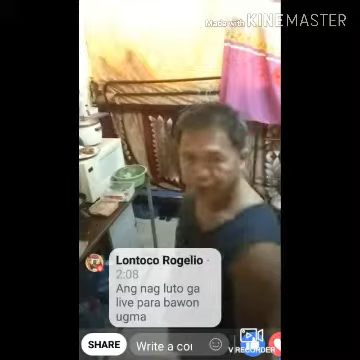 Made with KINEMASTER
Lontoco Rogelio ·
2:08
Ang nag luto ga
live para bawon
ugma
SHARE
Write a co
V RECORDER